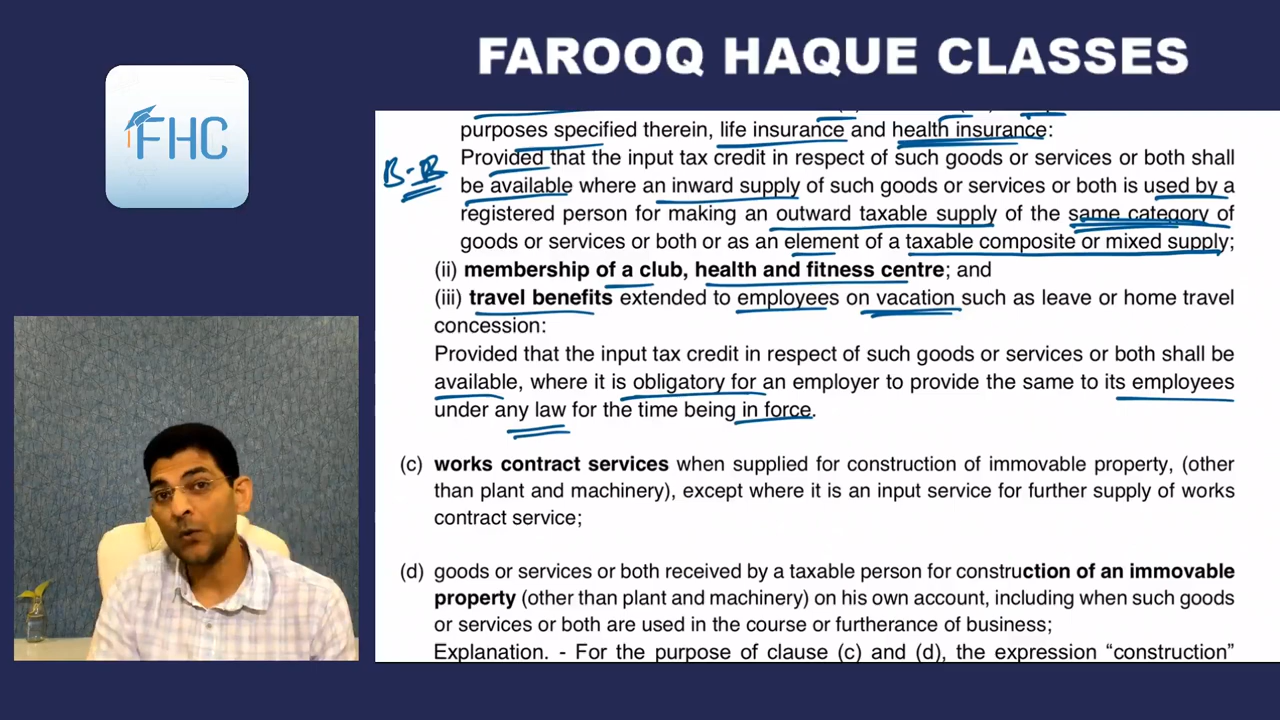 FAROOQ HAQUE CLASSES
FHC
purposes specified therein, life insurance and health insurance:
B-B
Provided that the input tax credit in respect of such goods or services or both shall
be available where an inward supply of such goods or services or both is used by a
registered person for making an outward taxable supply of the same category of
goods or services or both or as an element of a taxable composite or mixed supply;
(ii) membership of a club, health and fitness centre; and
(iii) travel benefits extended to employees on vacation such as leave or home travel
concession:
Provided that the input tax credit in respect of such goods or services or both shall be
available, where it is obligatory for an employer to provide the same to its employees
under any law for the time being in force.
(c) works contract services when supplied for construction of immovable property, (other
than plant and machinery), except where it is an input service for further supply of works
contract service;
(d) goods or services or both received by a taxable person for construction of an immovable
property (other than plant and machinery) on his own account, including when such goods
or services or both are used in the course or furtherance of business;
Explanation. - For the purpose of clause (c) and (d), the expression “construction”